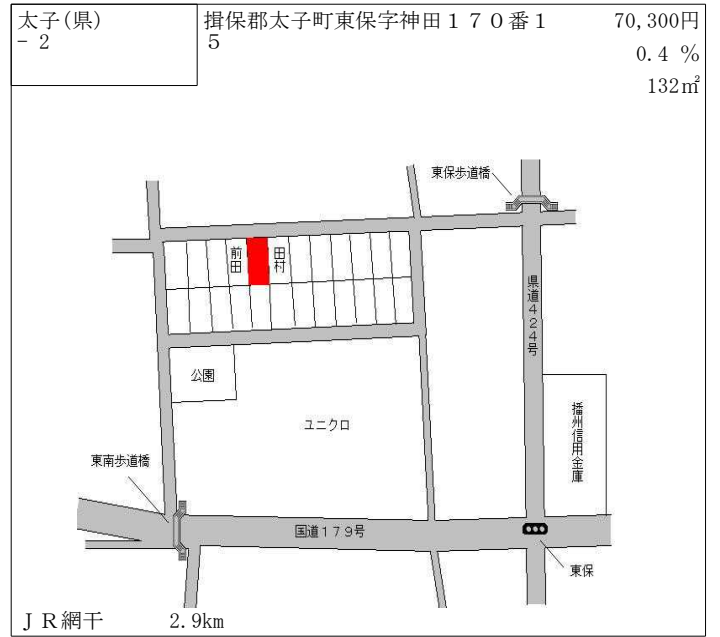 太子(県)
- 2
揖保郡太子町東保字神田１７０番１
５
70,300円
0.4 %
132㎡
東保歩道橋
前田
田村
県道424号
公園
ユニクロ
播州信用金庫
東南歩道橋
国道179号
東保
ＪＲ網干 2.9km